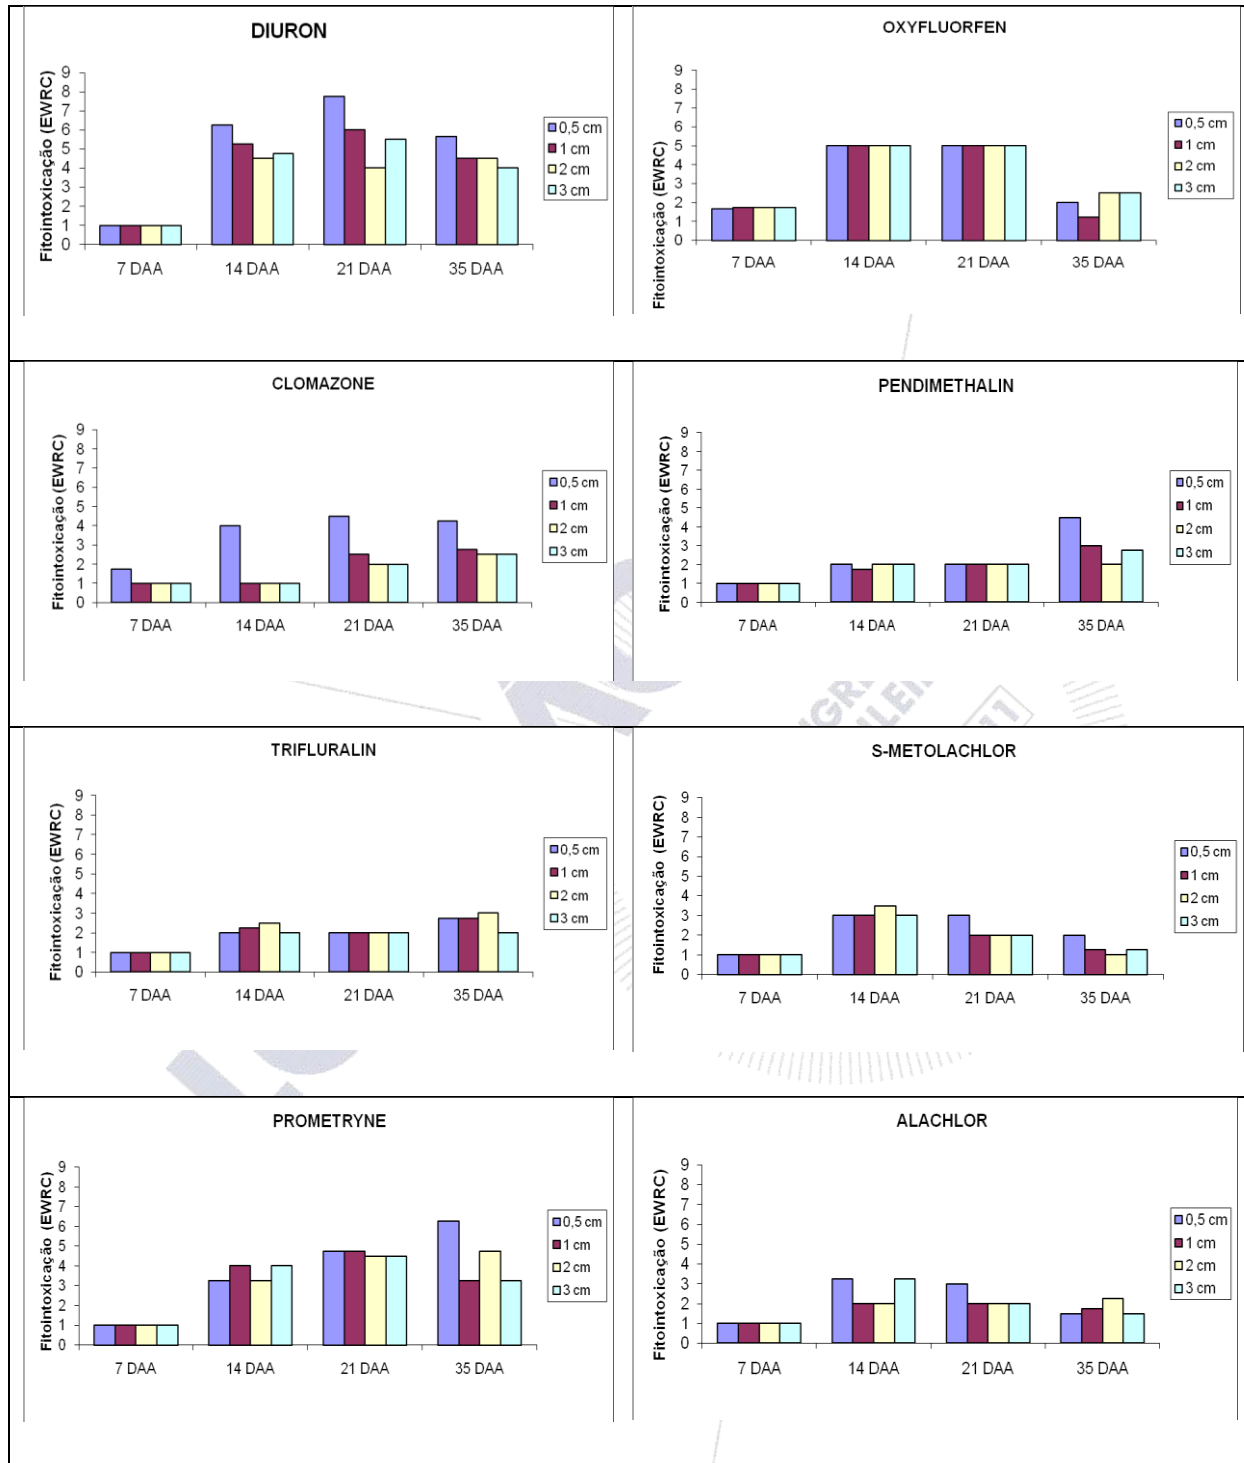 DIURON
Fitointoxicação (EWRC)
9
8
7
6
5
4
3
2
1
0
7 DAA 14 DAA 21 DAA 35 DAA
0,5 cm
1 cm
2 cm
3 cm
OXYFLUORFEN
Fitointoxicação (EWRC)
9
8
7
6
5
4
3
2
1
0
7 DAA 14 DAA 21 DAA 35 DAA
0,5 cm
1 cm
2 cm
3 cm
CLOMAZONE
Fitointoxicação (EWRC)
9
8
7
6
5
4
3
2
1
0
7 DAA 14 DAA 21 DAA 35 DAA
0,5 cm
1 cm
2 cm
3 cm
PENDIMETHALIN
Fitointoxicação (EWRC)
9
8
7
6
5
4
3
2
1
0
7 DAA 14 DAA 21 DAA 35 DAA
0,5 cm
1 cm
2 cm
3 cm
TRIFLURALIN
Fitointoxicação (EWRC)
9
8
7
6
5
4
3
2
1
0
7 DAA 14 DAA 21 DAA 35 DAA
0,5 cm
1 cm
2 cm
3 cm
S-METOLACHLOR
Fitointoxicação (EWRC)
9
8
7
6
5
4
3
2
1
0
7 DAA 14 DAA 21 DAA 35 DAA
0,5 cm
1 cm
2 cm
3 cm
PROMETRYNE
Fitointoxicação (EWRC)
9
8
7
6
5
4
3
2
1
0
7 DAA 14 DAA 21 DAA 35 DAA
0,5 cm
1 cm
2 cm
3 cm
ALACHLOR
Fitointoxicação (EWRC)
9
8
7
6
5
4
3
2
1
0
7 DAA 14 DAA 21 DAA 35 DAA
0,5 cm
1 cm
2 cm
3 cm